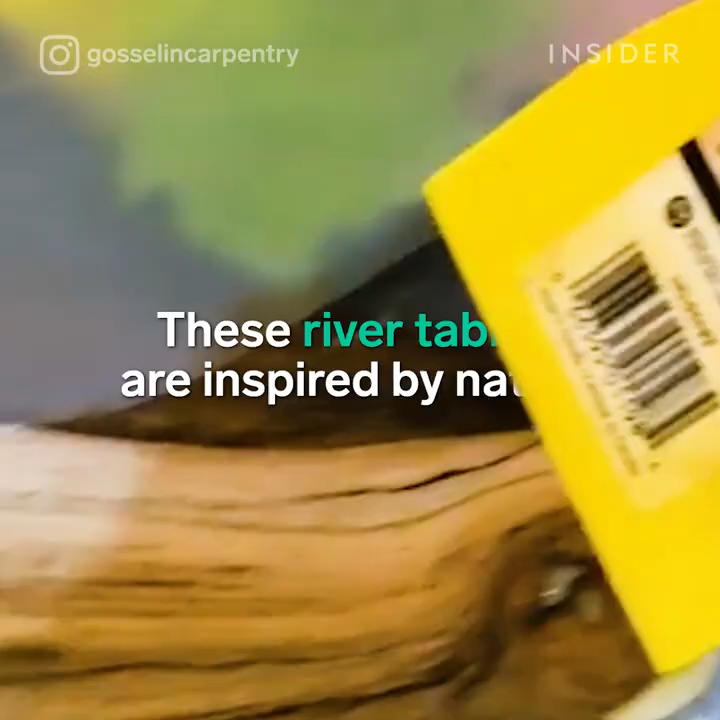 gosselincarpentry
INSIDER
These river tab
are inspired by nat